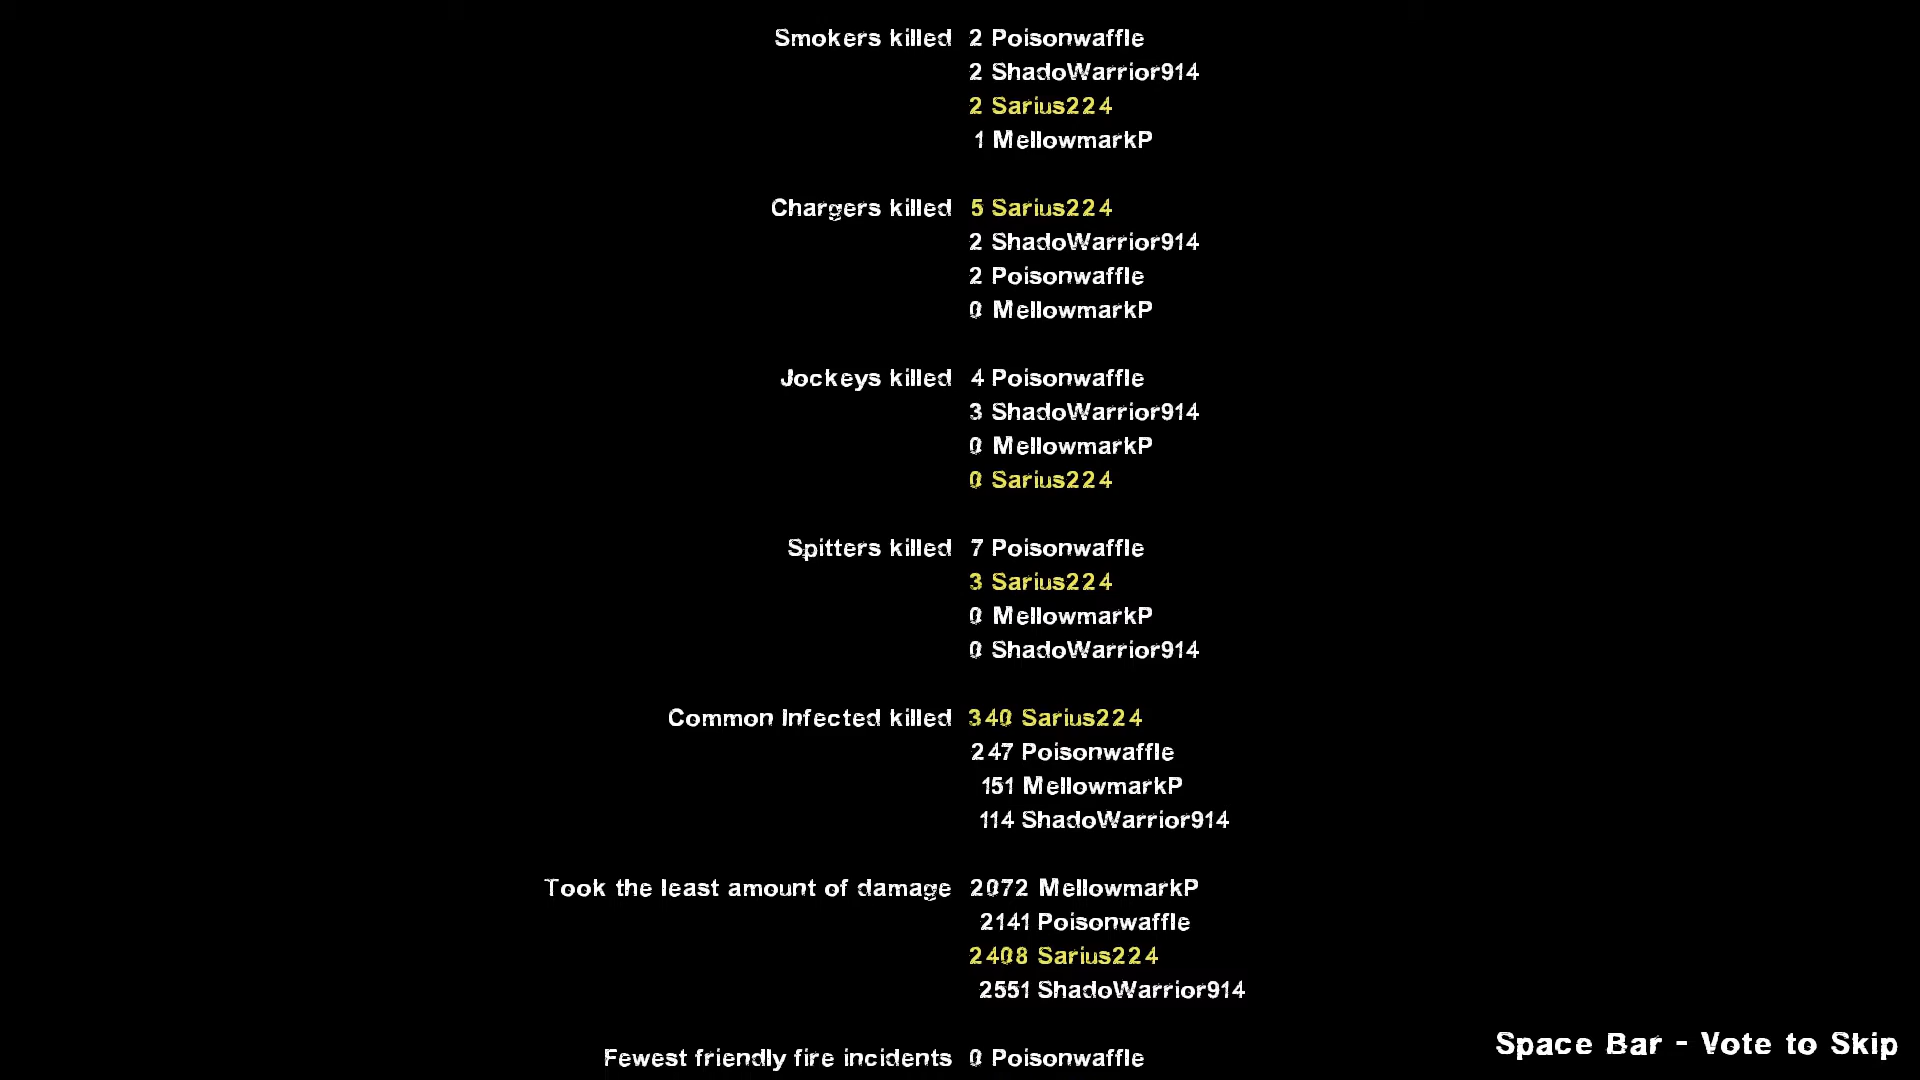 Smokers killed 2 Poisonwaffle
2 ShadoWarrior914
2 Sarius224
1 MellowmarkP
Chargers killed 5 Sarius224
2 ShadoWarrior914
2 Poisonwaffle
0 MellowmarkP
Jockeys killed 4 Poisonwaffle
3 ShadoWarrior914
0 MellowmarkP
0 Sarius224
Spitters killed 7 Poisonwaffle
3 Sarius224
0 MellowmarkP
0 ShadoWarrior914
Common Infected killed 340 Sarius224
247 Poisonwaffle
151 MellowmarkP
114 ShadoWarrior914
Took the least amount of damage 2072 MellowmarkP
2141 Poisonwaffle
2408 Sarius224
2551 ShadoWarrior914
Fewest friendly fire incidents 0 Poisonwaffle
Space Bar - Vote to Skip